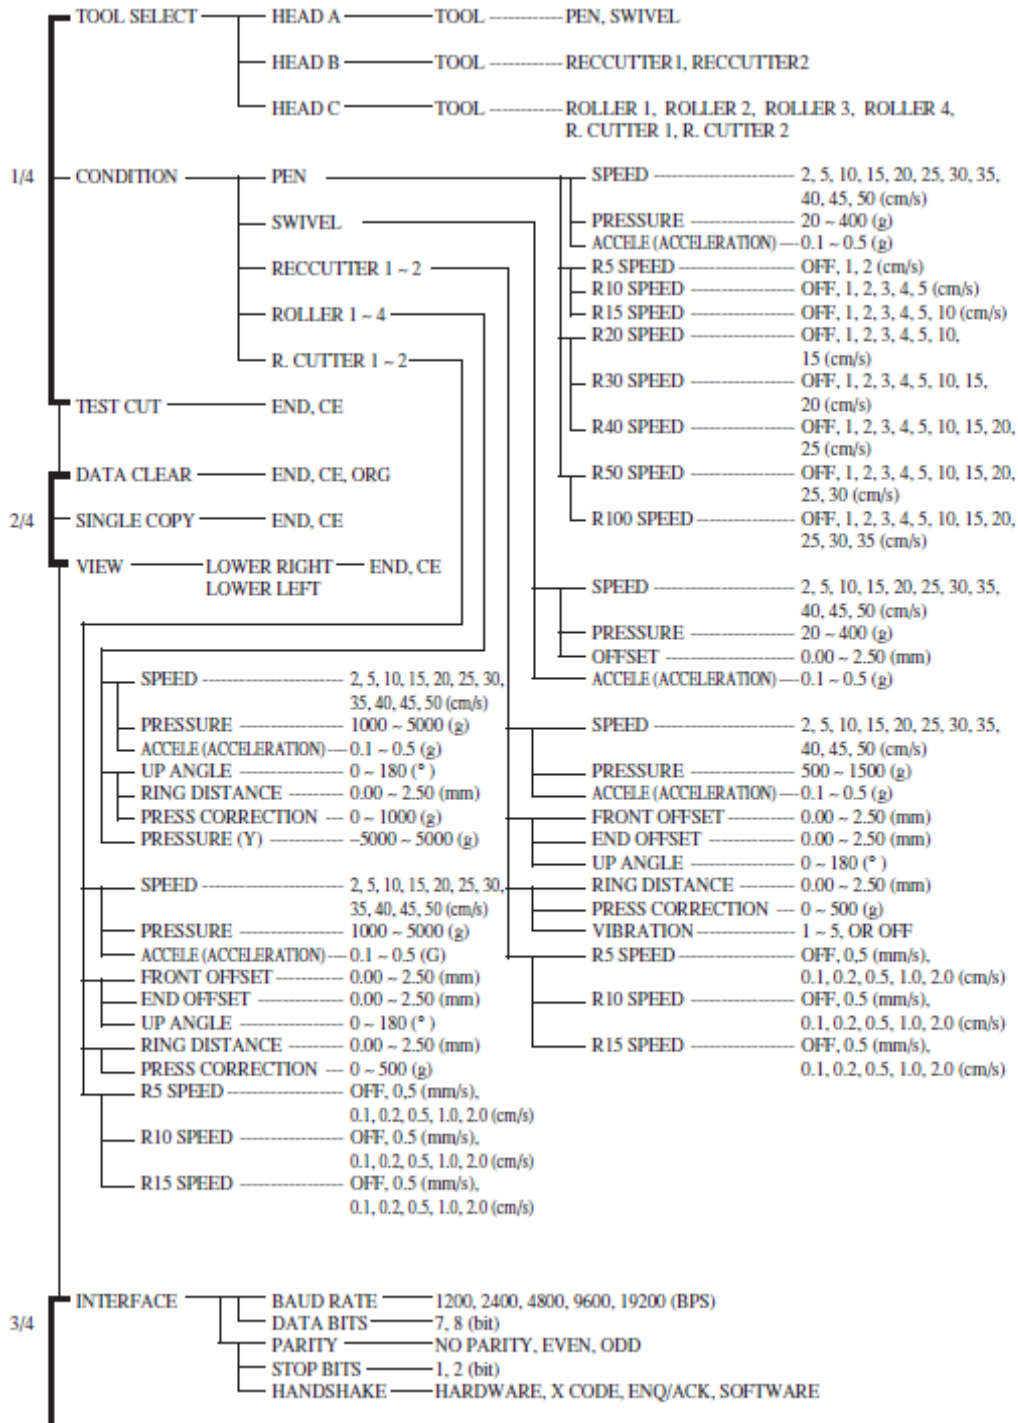 TOOL SELECT HEAD A TOOL PEN, SWIVEL
HEAD B TOOL RECCUTTER1, RECCUTTER2
HEAD C TOOL ROLLER 1, ROLLER 2, ROLLER 3, ROLLER 4,
R. CUTTER 1, R. CUTTER 2
1/4 CONDITION PEN
SWIVEL
RECCUTTER 1 ~ 2
ROLLER 1 ~ 4
R. CUTTER 1 ~ 2
TEST CUT END, CE
2/4
DATA CLEAR END, CE, ORG
SINGLE COPY END, CE
VIEW LOWER RIGHT END, CE
LOWER LEFT
SPEED 2, 5, 10, 15, 20, 25, 30, 35,
40, 45, 50 (cm/s)
PRESSURE 20 ~ 400 (g)
ACCELE (ACCELERATION) 0.1 ~ 0.5 (g)
R5 SPEED OFF, 1, 2 (cm/s)
R10 SPEED OFF, 1, 2, 3, 4, 5 (cm/s)
R15 SPEED OFF, 1, 2, 3, 4, 5, 10 (cm/s)
R20 SPEED OFF, 1, 2, 3, 4, 5, 10,
15 (cm/s)
R30 SPEED OFF, 1, 2, 3, 4, 5, 10, 15,
20 (cm/s)
R40 SPEED OFF, 1, 2, 3, 4, 5, 10, 15, 20,
25 (cm/s)
R50 SPEED OFF, 1, 2, 3, 4, 5, 10, 15, 20,
25, 30 (cm/s)
R100 SPEED OFF, 1, 2, 3, 4, 5, 10, 15, 20,
25, 30, 35 (cm/s)
SPEED 2, 5, 10, 15, 20, 25, 30, 35,
40, 45, 50 (cm/s)
PRESSURE 20 ~ 400 (g)
OFFSET 0.00 ~ 2.50 (mm)
ACCELE (ACCELERATION) 0.1 ~ 0.5 (g)
SPEED 2, 5, 10, 15, 20, 25, 30, 35,
40, 45, 50 (cm/s)
PRESSURE 500 ~ 1500 (g)
ACCELE (ACCELERATION) 0.1 ~ 0.5 (g)
FRONT OFFSET 0.00 ~ 2.50 (mm)
END OFFSET 0.00 ~ 2.50 (mm)
UP ANGLE 0 ~ 180 (°)
RING DISTANCE 0.00 ~ 2.50 (mm)
PRESS CORRECTION 0 ~ 500 (g)
VIBRATION 1 ~ 5, OR OFF
R5 SPEED OFF, 0,5 (mm/s),
0.1, 0.2, 0.5, 1.0, 2.0 (cm/s)
R10 SPEED OFF, 0.5 (mm/s),
0.1, 0.2, 0.5, 1.0, 2.0 (cm/s)
R15 SPEED OFF, 0.5 (mm/s),
0.1, 0.2, 0.5, 1.0, 2.0 (cm/s)
SPEED 2, 5, 10, 15, 20, 25, 30,
35, 40, 45, 50 (cm/s)
PRESSURE 1000 ~ 5000 (g)
ACCELE (ACCELERATION) 0.1 ~ 0.5 (g)
UP ANGLE 0 ~ 180 (°)
RING DISTANCE 0.00 ~ 2.50 (mm)
PRESS CORRECTION 0 ~ 1000 (g)
PRESSURE (Y) –5000 ~ 5000 (g)
SPEED 2, 5, 10, 15, 20, 25, 30,
35, 40, 45, 50 (cm/s)
PRESSURE 1000 ~ 5000 (g)
ACCELE (ACCELERATION) 0.1 ~ 0.5 (G)
FRONT OFFSET 0.00 ~ 2.50 (mm)
END OFFSET 0.00 ~ 2.50 (mm)
UP ANGLE 0 ~ 180 (°)
RING DISTANCE 0.00 ~ 2.50 (mm)
PRESS CORRECTION 0 ~ 500 (g)
R5 SPEED OFF, 0,5 (mm/s),
0.1, 0.2, 0.5, 1.0, 2.0 (cm/s)
R10 SPEED OFF, 0.5 (mm/s),
0.1, 0.2, 0.5, 1.0, 2.0 (cm/s)
R15 SPEED OFF, 0.5 (mm/s),
0.1, 0.2, 0.5, 1.0, 2.0 (cm/s)
3/4
INTERFACE BAUD RATE 1200, 2400, 4800, 9600, 19200 (BPS)
DATA BITS 7, 8 (bit)
PARITY NO PARITY, EVEN, ODD
STOP BITS 1, 2 (bit)
HANDSHAKE HARDWARE, X CODE, ENQ/ACK, SOFTWARE